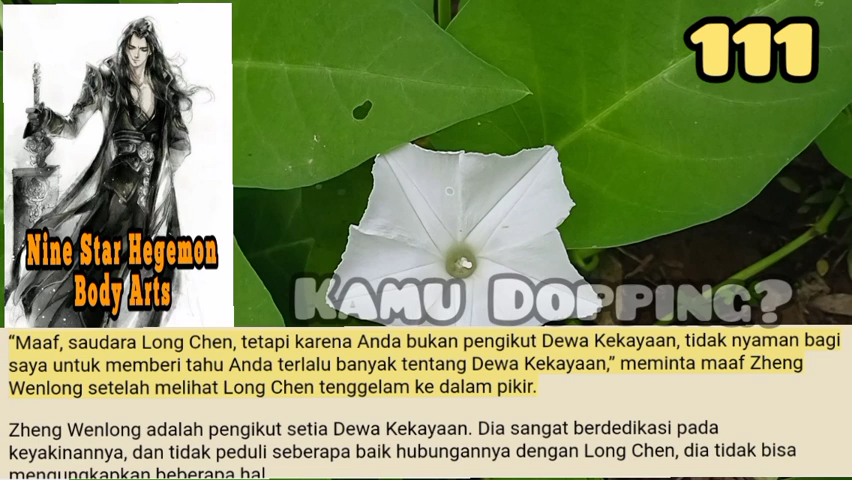 111
Nine Star Hegemon
Body Arts
Kamu Dopping?
“Maaf, saudara Long Chen, tetapi karena Anda bukan pengikut Dewa Kekayaan, tidak nyaman bagi
saya untuk memberi tahu Anda terlalu banyak tentang Dewa Kekayaan,” meminta maaf Zheng
Wenlong setelah melihat Long Chen tenggelam ke dalam pikir.
Zheng Wenlong adalah pengikut setia Dewa Kekayaan. Dia sangat berdedikasi pada
keyakinannya, dan tidak peduli seberapa baik hubungannya dengan Long Chen, dia tidak bisa
mengungkapkan beberapa hal